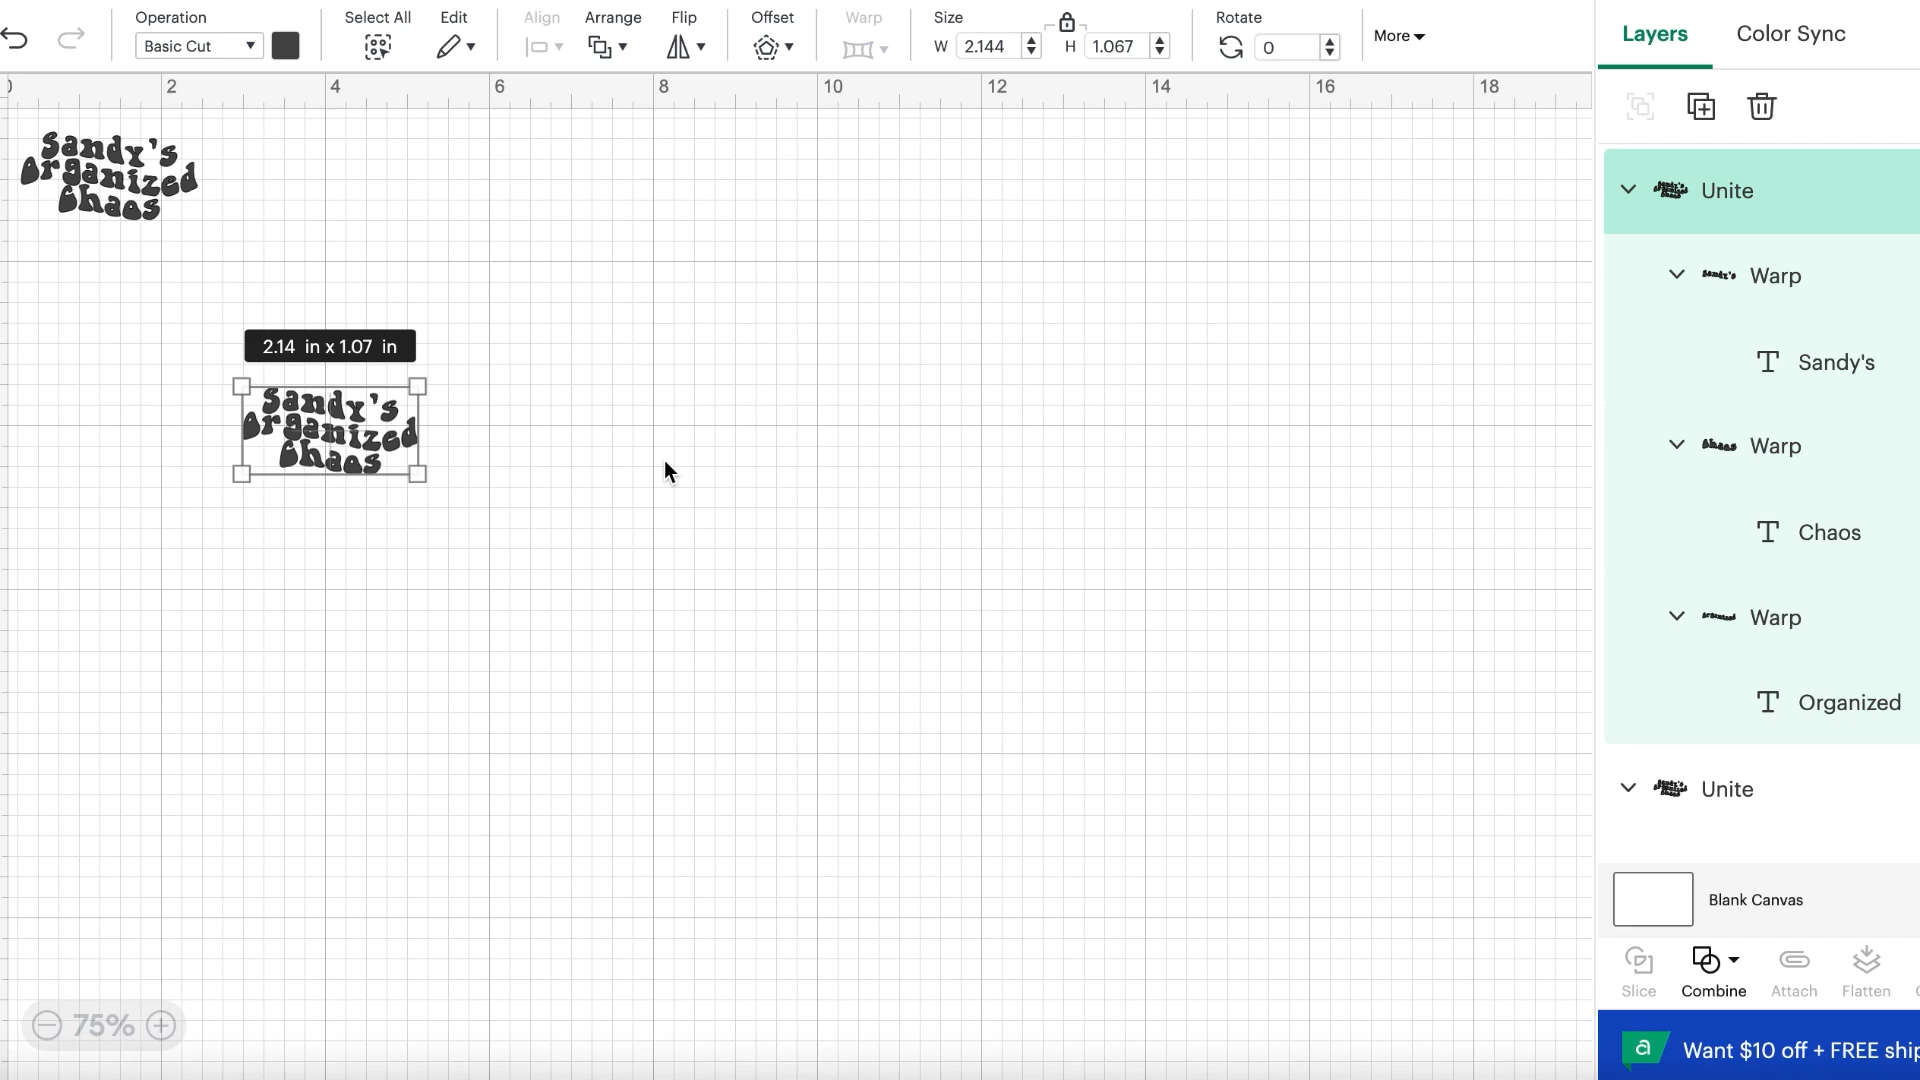 Operation
Select All
Edit
Align
Arrange
Flip
Offset
Warp
Size
Rotate
Basic Cut
W 2.144
H 1.067
0
More
Layers
Color Sync
2 4 6 8 10 12 14 16 18
Sandy's
Organized
Chaos
2.14 in x 1.07 in
Sandy's
Organized
Chaos
Unite
Warp
Sandy's
Warp
Chaos
Warp
Organized
Unite
Blank Canvas
Slice
Combine
Attach
Flatten
75%
a
Want $10 off + FREE ship